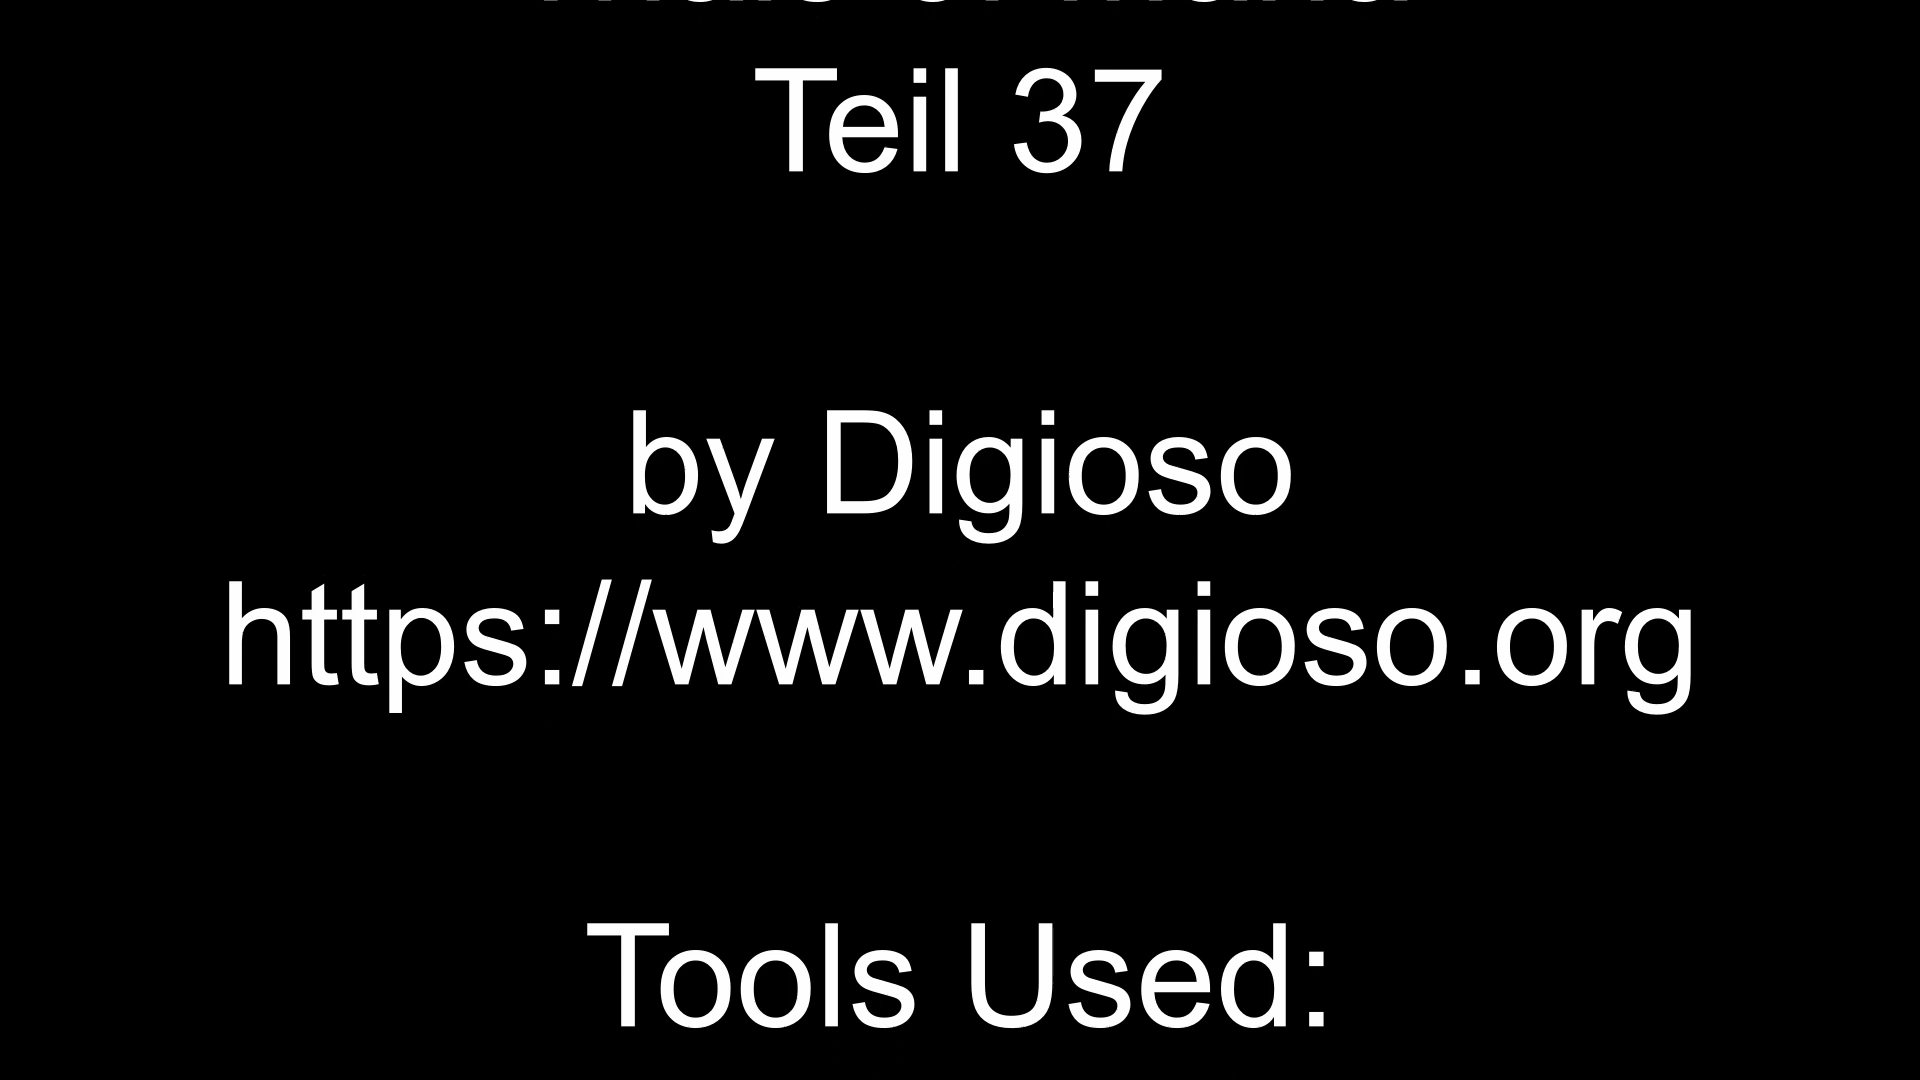 Teil 37
by Digioso
https://www.digioso.org
Tools Used: